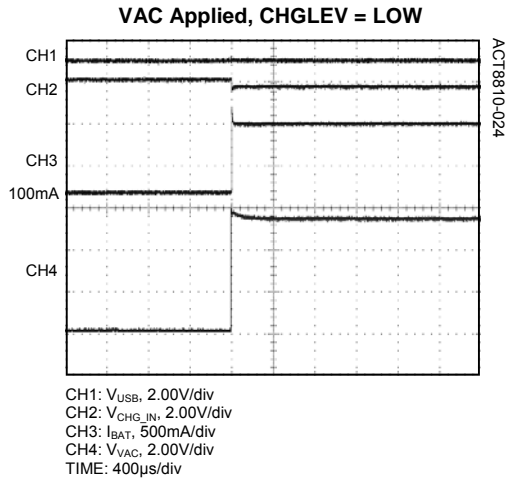 VAC Applied, CHGLEV = LOW
CH1
CH2
CH3
100mA
CH4
ACT8810-024
CH1: VUSB, 2.00V/div
CH2: VCHG_IN, 2.00V/div
CH3: IBAT, 500mA/div
CH4: VVAC, 2.00V/div
TIME: 400µs/div